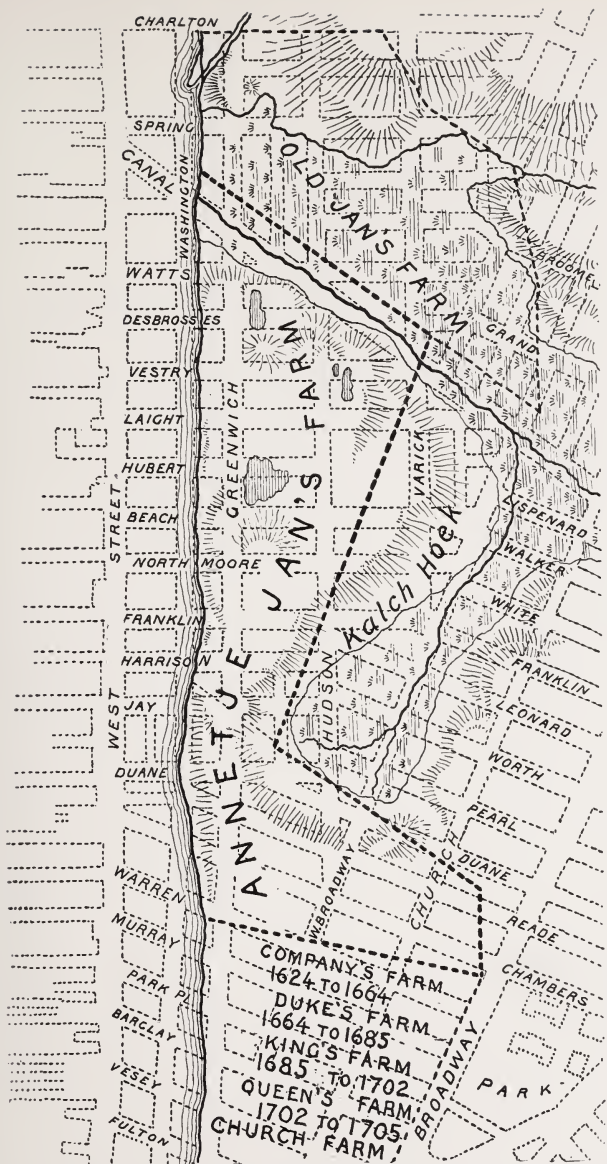 CHARLTON
SPRING
CANAL
WASHINGTON
WATTS
DESBROSSES
VESTRY
LAIGHT
HUBERT
BEACH
NORTH MOORE
FRANKLIN
HARRISON
JAY
DUANE
WARREN
MURRAY
PARK PL.
BARCLAY
VESEY
FULTON
WEST STREET
GREENWICH
OLD JAN'S FARM
ANNETJE JAN'S FARM
Kalch Hoek
VARICK
HUDSON
W. BROADWAY
CHURCH
BROOME
GRAND
LISPENARD
WALKER
WHITE
FRANKLIN
LEONARD
WORTH
PEARL
DUANE
READE
CHAMBERS
BROADWAY
PARK
COMPANY'S FARM
1624 TO 1664
DUKE'S FARM
1664 TO 1685
KING'S FARM
1685 TO 1702
QUEEN'S FARM
1702 TO 1705
CHURCH FARM